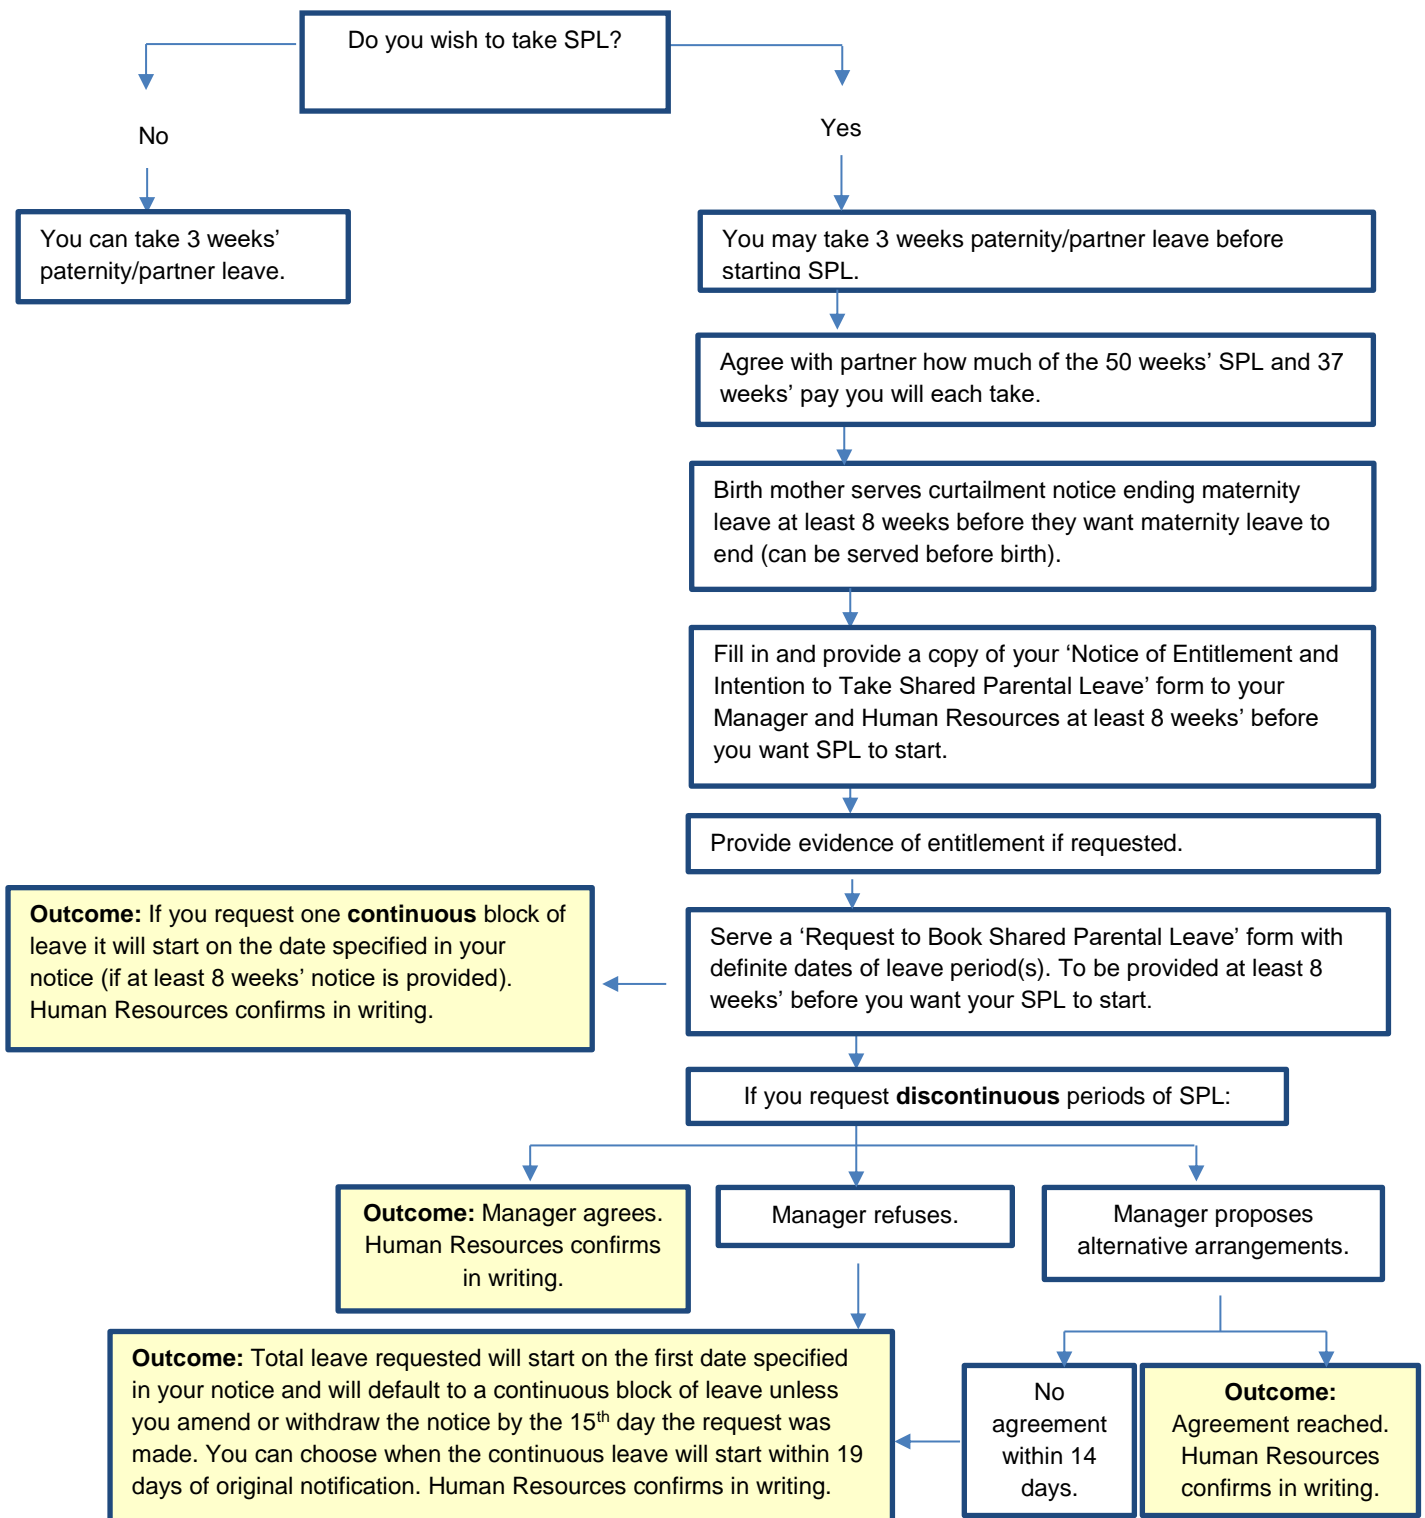 Do you wish to take SPL?
No
Yes
You can take 3 weeks’
paternity/partner leave.
You may take 3 weeks paternity/partner leave before
starting SPL.
Agree with partner how much of the 50 weeks’ SPL and 37
weeks’ pay you will each take.
Birth mother serves curtailment notice ending maternity
leave at least 8 weeks before they want maternity leave to
end (can be served before birth).
Fill in and provide a copy of your ‘Notice of Entitlement and
Intention to Take Shared Parental Leave’ form to your
Manager and Human Resources at least 8 weeks’ before
you want SPL to start.
Provide evidence of entitlement if requested.
Outcome: If you request one continuous block of
leave it will start on the date specified in your
notice (if at least 8 weeks’ notice is provided).
Human Resources confirms in writing.
Serve a ‘Request to Book Shared Parental Leave’ form with
definite dates of leave period(s). To be provided at least 8
weeks’ before you want your SPL to start.
If you request discontinuous periods of SPL:
Outcome: Manager agrees.
Human Resources confirms
in writing.
Manager refuses.
Manager proposes
alternative arrangements.
Outcome: Total leave requested will start on the first date specified
in your notice and will default to a continuous block of leave unless
you amend or withdraw the notice by the 15th day the request was
made. You can choose when the continuous leave will start within 19
days of original notification. Human Resources confirms in writing.
No
agreement
within 14
days.
Outcome:
Agreement reached.
Human Resources
confirms in writing.